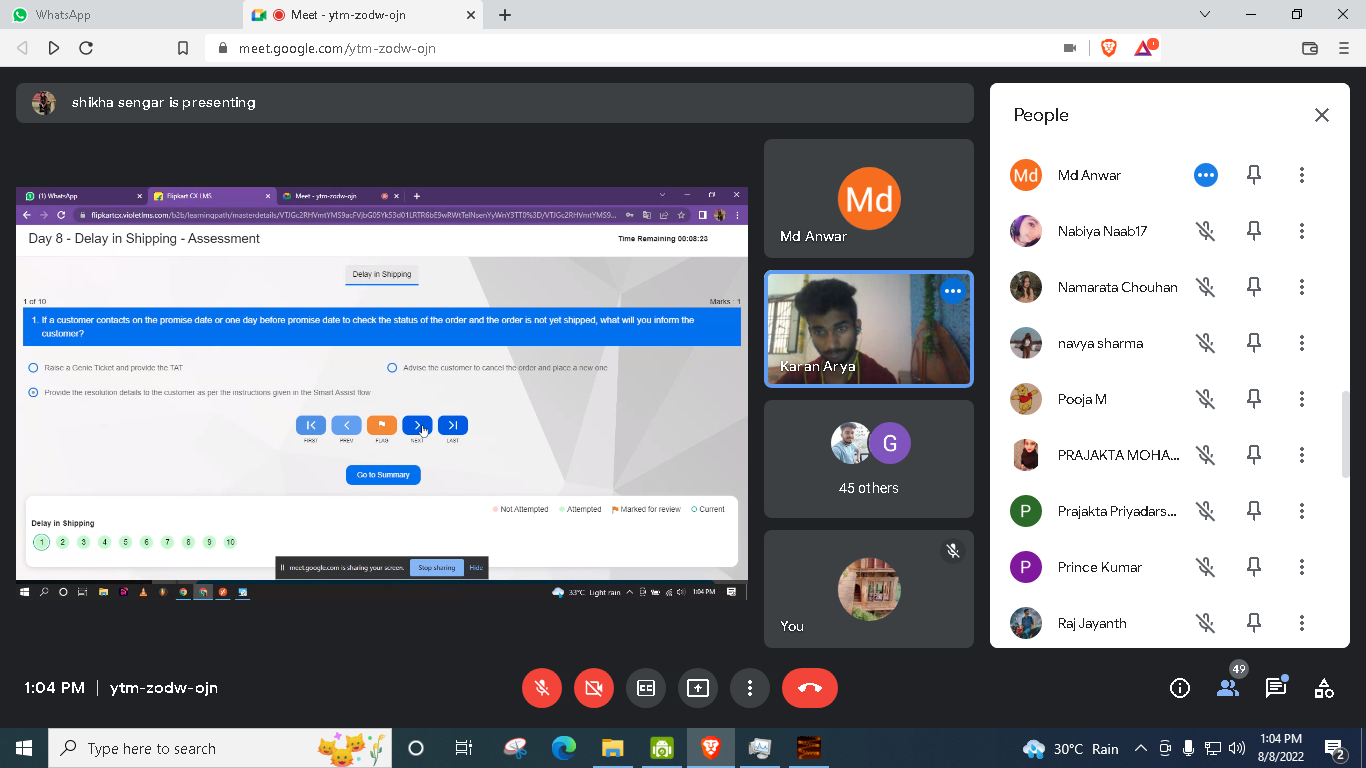 WhatsApp
Meet - ytm-zodw-ojn
meet.google.com/ytm-zodw-ojn
shikha sengar is presenting
(1) WhatsApp
Flipkart CX LMS
Meet - ytm-zodw-ojn
Day 8 - Delay in Shipping - Assessment
Time Remaining 00:08:23
Delay in Shipping
1 of 10
Marks : 1
1. If a customer contacts on the promise date or one day before promise date to check the status of the order and the order is not yet shipped, what will you inform the
customer?
Raise a Genie Ticket and provide the TAT
Advise the customer to cancel the order and place a new one
Provide the resolution details to the customer as per the instructions given in the Smart Assist flow
FIRST
PREV
FLAG
NEXT
LAST
Go to Summary
Not Attempted
Attempted
Marked for review
Current
Delay in Shipping
1 2 3 4 5 6 7 8 9 10
meet.google.com is sharing your screen.
Stop sharing
Hide
33°C Light rain
1:04 PM
Md
Md Anwar
Karan Arya
G
45 others
You
People
Md
Md Anwar
Nabiya Naab17
Namarata Chouhan
navya sharma
Pooja M
PRAJAKTA MOHA...
P
Prajakta Priyadars...
P
Prince Kumar
Raj Jayanth
1:04 PM | ytm-zodw-ojn
49
Type here to search
30°C Rain
1:04 PM
8/8/2022
2